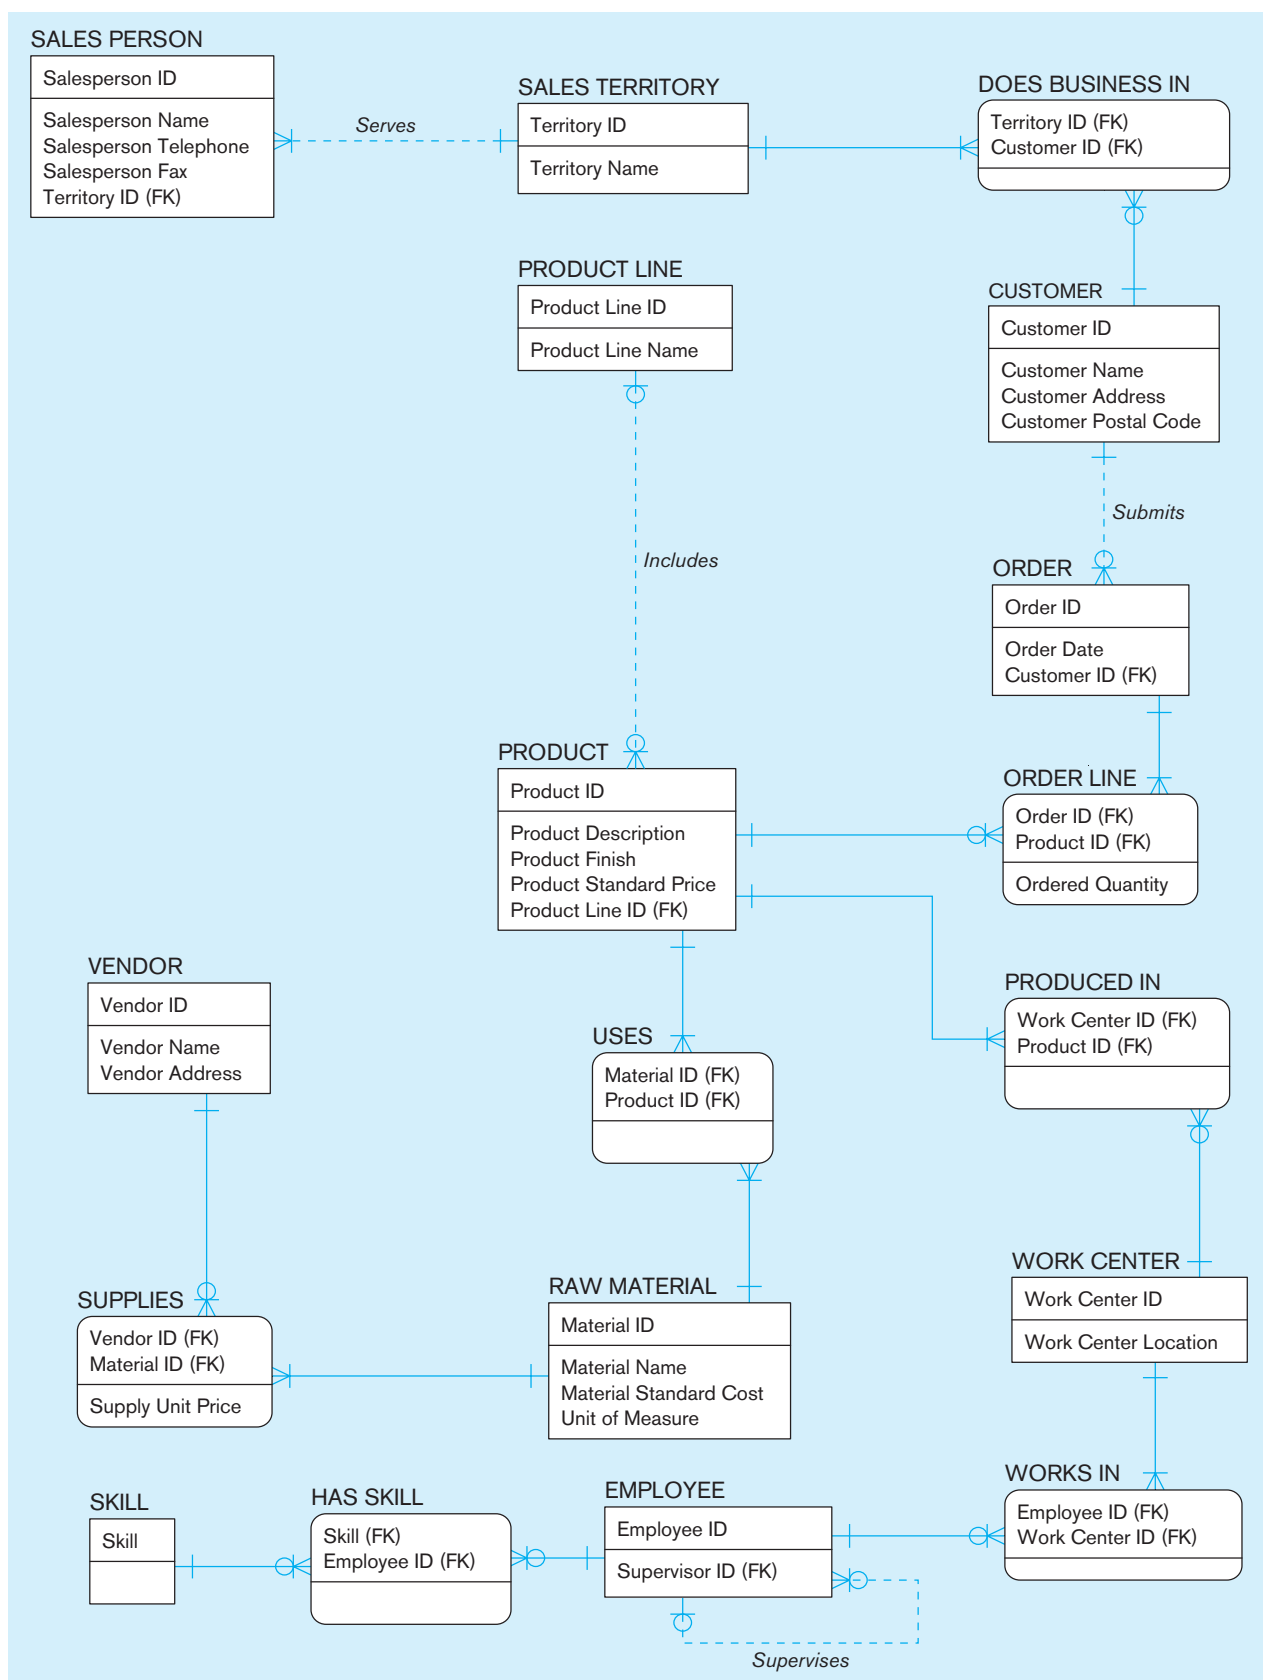 SALES PERSON
Salesperson ID
Salesperson Name
Salesperson Telephone
Salesperson Fax
Territory ID (FK)
Serves
SALES TERRITORY
Territory ID
Territory Name
DOES BUSINESS IN
Territory ID (FK)
Customer ID (FK)
PRODUCT LINE
Product Line ID
Product Line Name
CUSTOMER
Customer ID
Customer Name
Customer Address
Customer Postal Code
Submits
Includes
ORDER
Order ID
Order Date
Customer ID (FK)
PRODUCT
Product ID
Product Description
Product Finish
Product Standard Price
Product Line ID (FK)
ORDER LINE
Order ID (FK)
Product ID (FK)
Ordered Quantity
VENDOR
Vendor ID
Vendor Name
Vendor Address
USES
Material ID (FK)
Product ID (FK)
PRODUCED IN
Work Center ID (FK)
Product ID (FK)
SUPPLIES
Vendor ID (FK)
Material ID (FK)
Supply Unit Price
RAW MATERIAL
Material ID
Material Name
Material Standard Cost
Unit of Measure
WORK CENTER
Work Center ID
Work Center Location
SKILL
Skill
HAS SKILL
Skill (FK)
Employee ID (FK)
EMPLOYEE
Employee ID
Supervisor ID (FK)
Supervises
WORKS IN
Employee ID (FK)
Work Center ID (FK)